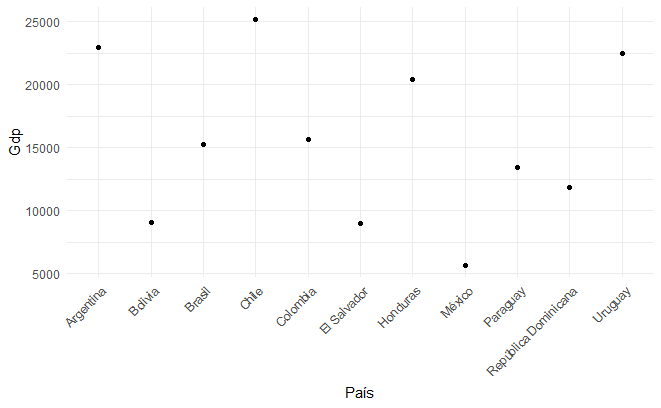 25000
20000
15000
10000
5000
Gdp
Argentina
Bolivia
Brasil
Chile
Colombia
El Salvador
Honduras
México
Paraguay
República Dominicana
Uruguay
País